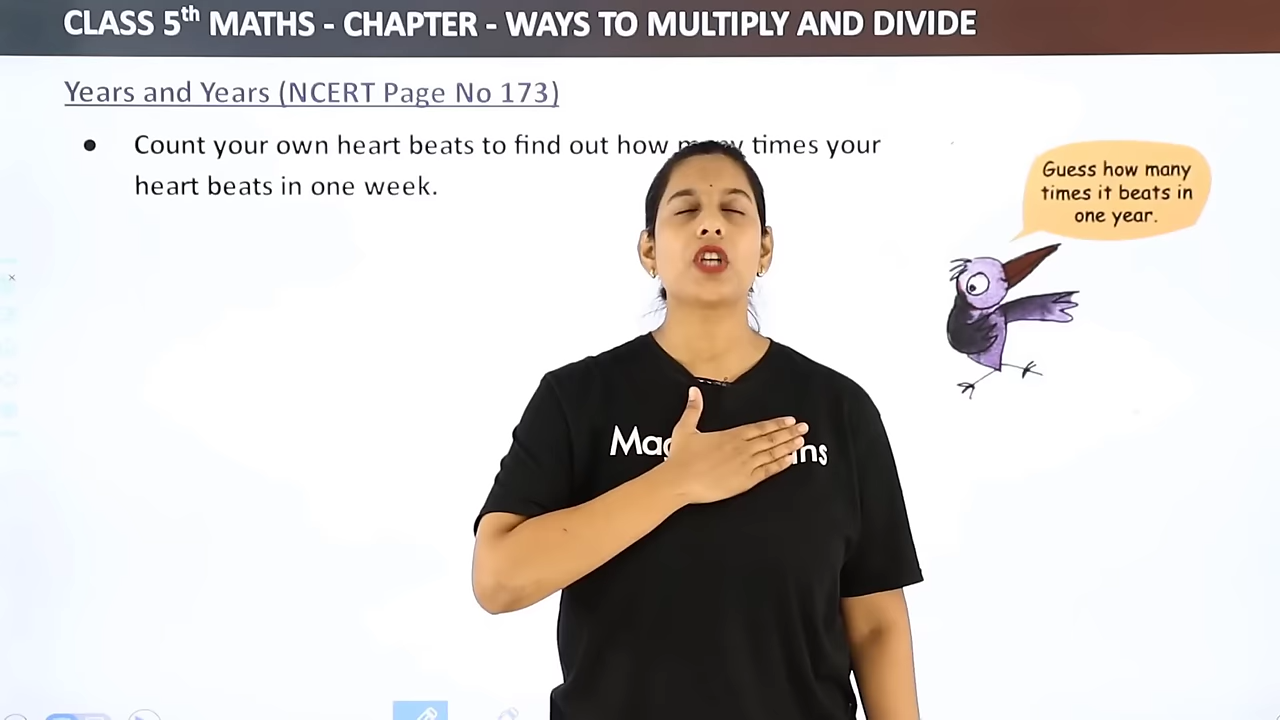 CLASS 5th MATHS - CHAPTER - WAYS TO MULTIPLY AND DIVIDE
Years and Years (NCERT Page No 173)
● Count your own heart beats to find out how many times your
heart beats in one week.
Guess how many
times it beats in
one year.